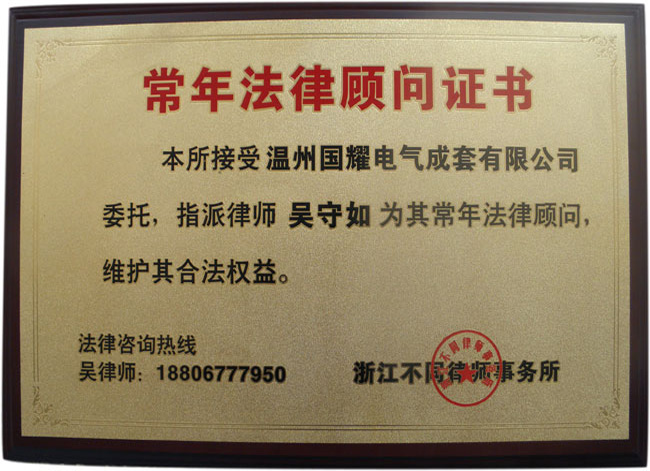 常年法律顾问证书
本所接受 温州国耀电气成套有限公司
委托，指派律师 吴守如 为其常年法律顾问，
维护其合法权益。
法律咨询热线
吴律师：18806777950
浙江不同律师事务所